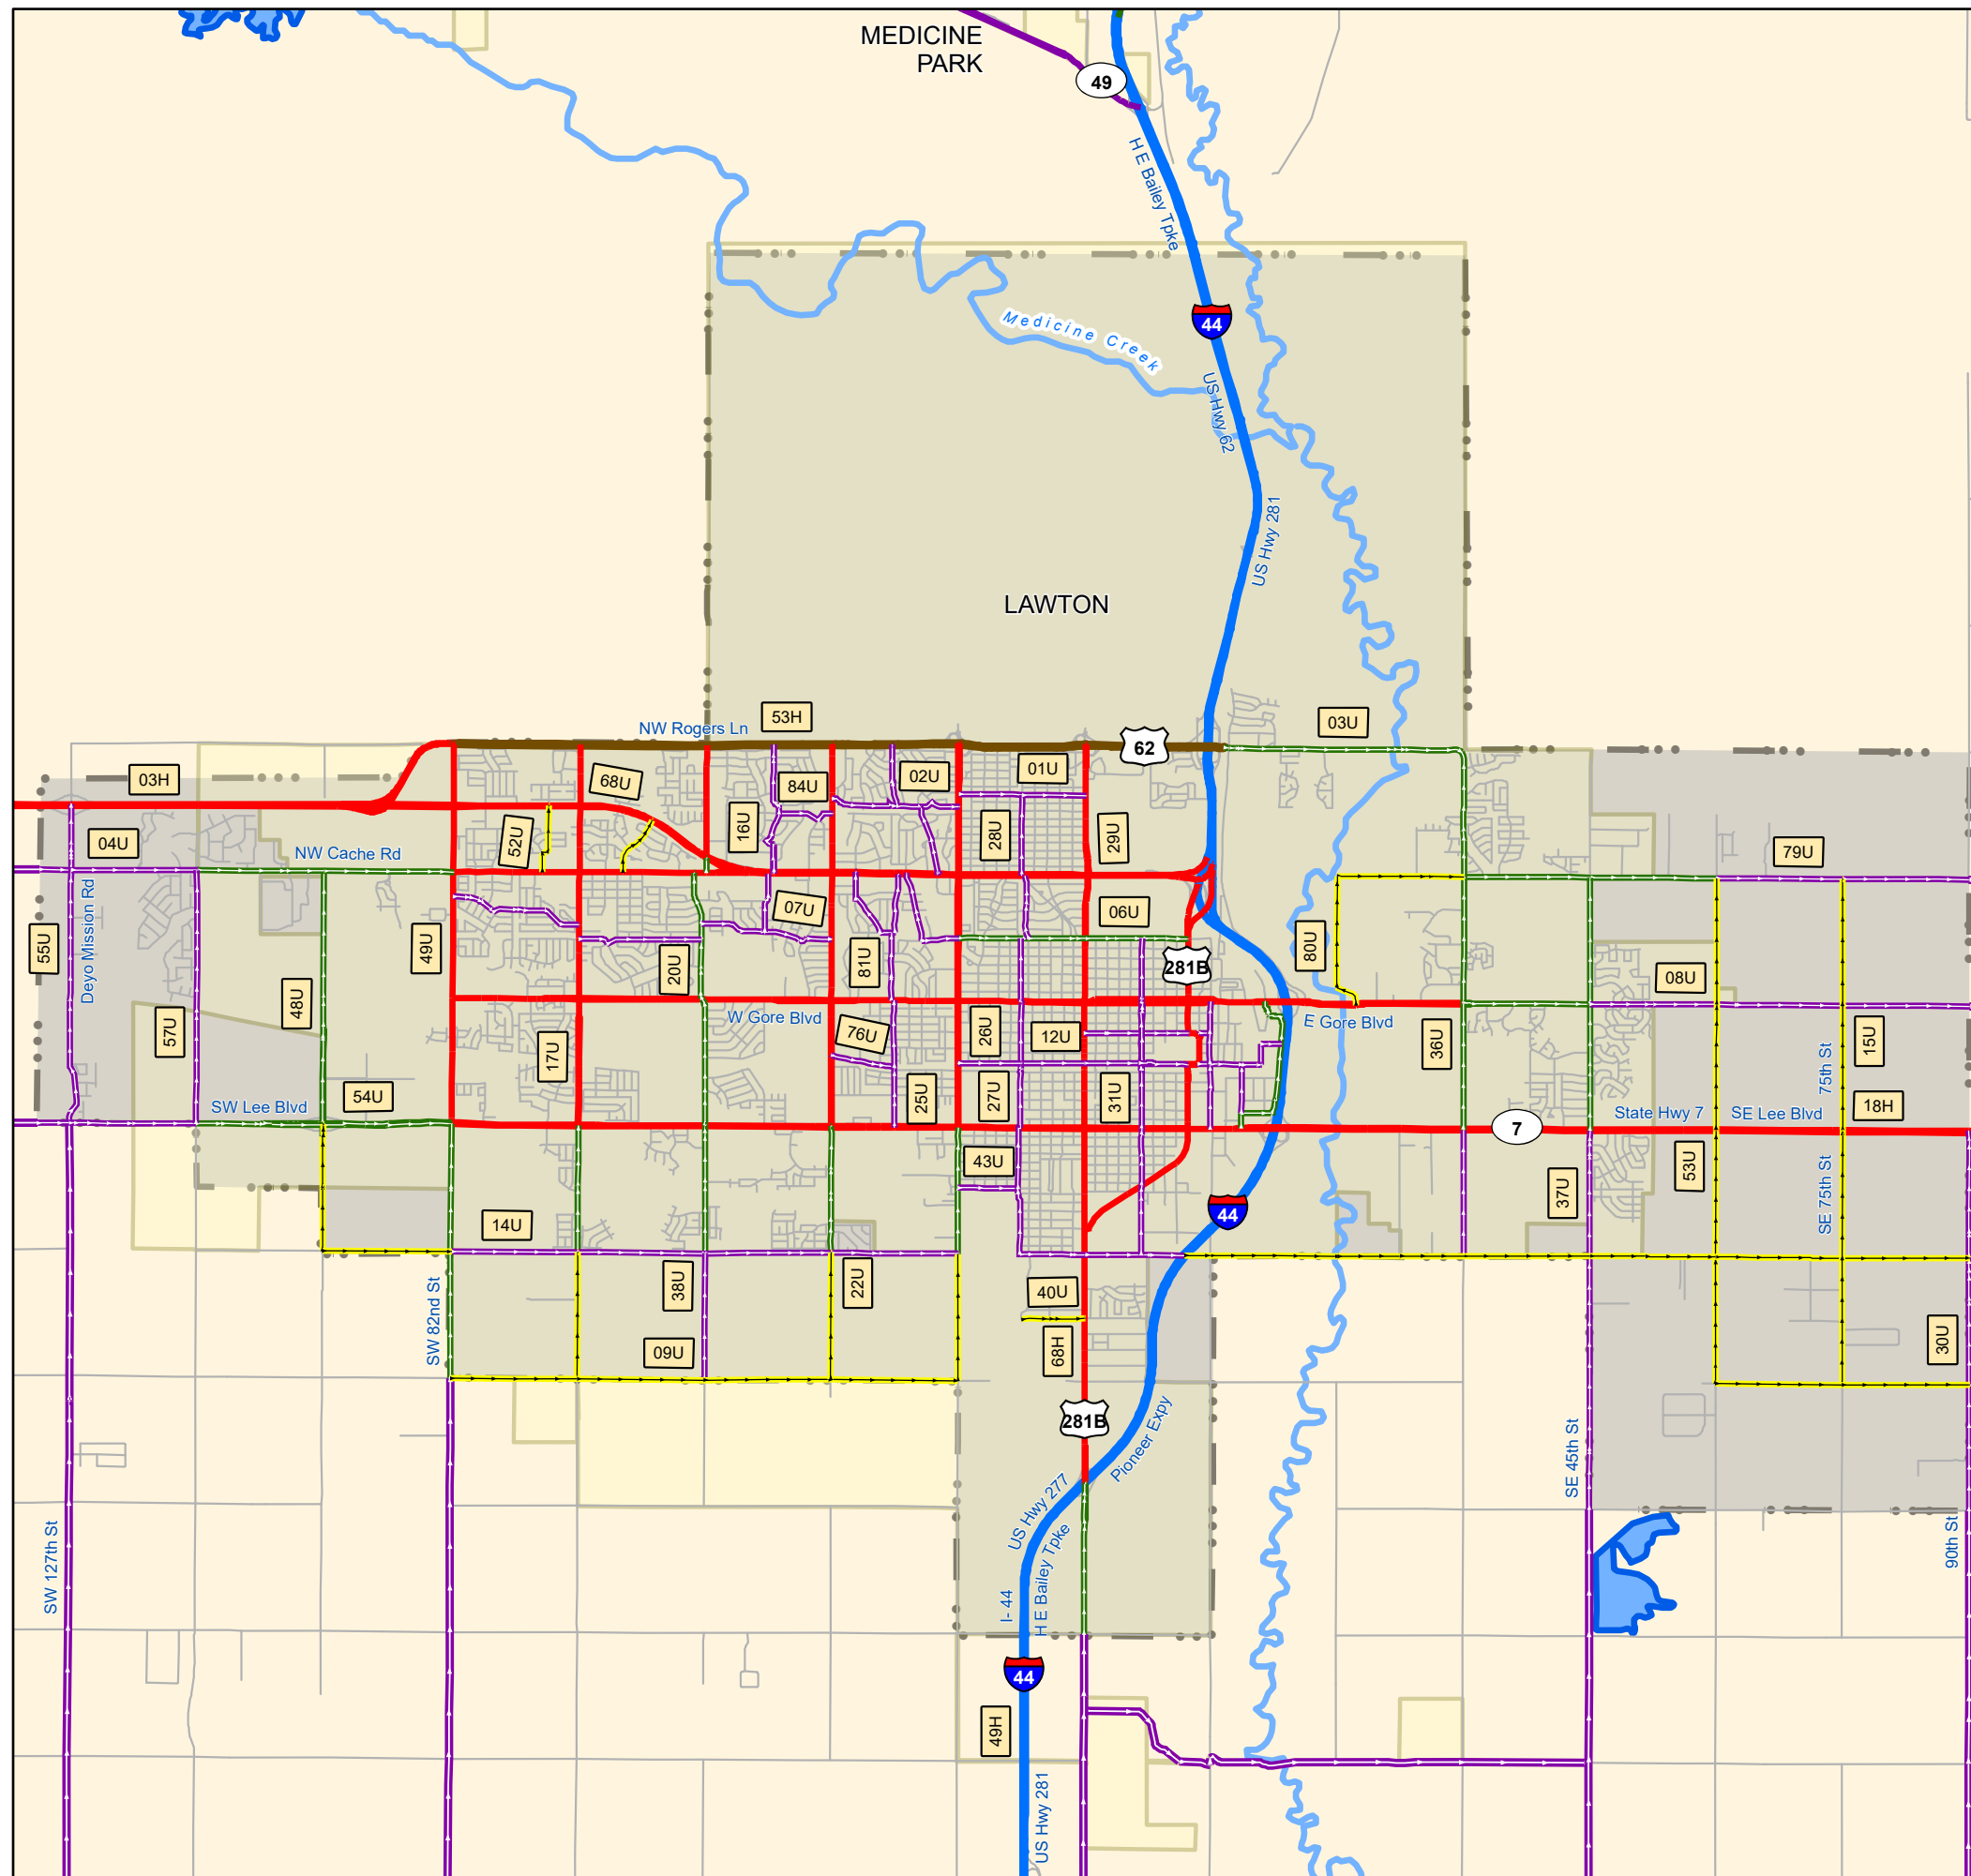 MEDICINE
PARK
49
H E Bailey Tpke
44
Medicine Creek
US Hwy 62
US Hwy 281
LAWTON
53H
03U
NW Rogers Ln
62
03H
68U
84U
02U
01U
04U
52U
16U
28U
29U
79U
NW Cache Rd
Deyo Mission Rd
07U
06U
55U
49U
20U
81U
281B
80U
08U
48U
57U
17U
W Gore Blvd
76U
26U
12U
E Gore Blvd
36U
75th St
15U
54U
SW Lee Blvd
25U
27U
31U
State Hwy 7
SE Lee Blvd
18H
7
43U
53U
37U
SE 75th St
14U
44
38U
22U
40U
SW 82nd St
09U
68H
30U
281B
Pioneer Expy
SE 45th St
US Hwy 277
SW 127th St
H E Bailey Tpke
I- 44
90th St
44
49H
US Hwy 281